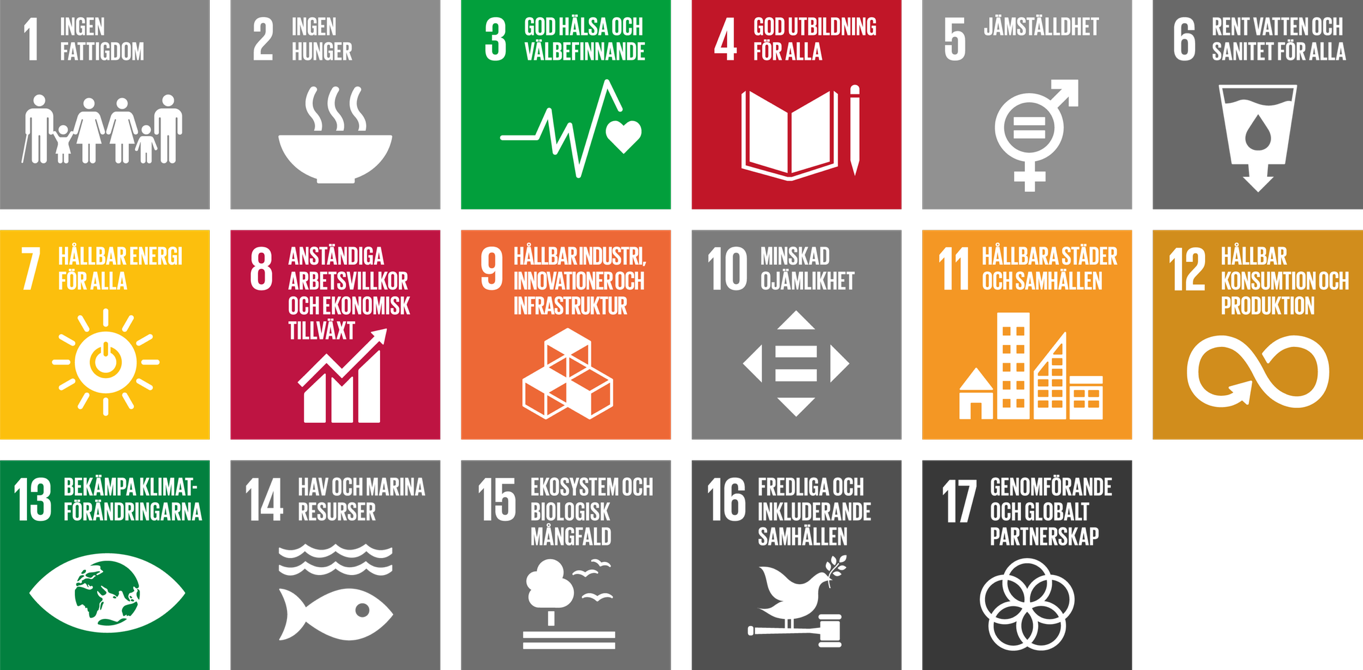 1 INGEN
FATTIGDOM
2 INGEN
HUNGER
3 GOD HÄLSA OCH
VÄLBEFINNANDE
4 GOD UTBILDNING
FÖR ALLA
5 JÄMSTÄLLDHET
6 RENT VATTEN OCH
SANITET FÖR ALLA
7 HÅLLBAR ENERGI
FÖR ALLA
8 ANSTÄNDIGA
ARBETSVILLKOR
OCH EKONOMISK
TILLVÄXT
9 HÅLLBAR INDUSTRI,
INNOVATIONER OCH
INFRASTRUKTUR
10 MINSKAD
OJÄMLIKHET
11 HÅLLBARA STÄDER
OCH SAMHÄLLEN
12 HÅLLBAR
KONSUMTION OCH
PRODUKTION
13 BEKÄMPA KLIMAT-
FÖRÄNDRINGARNA
14 HAV OCH MARINA
RESURSER
15 EKOSYSTEM OCH
BIOLOGISK
MÅNGFALD
16 FREDLIGA OCH
INKLUDERANDE
SAMHÄLLEN
17 GENOMFÖRANDE
OCH GLOBALT
PARTNERSKAP